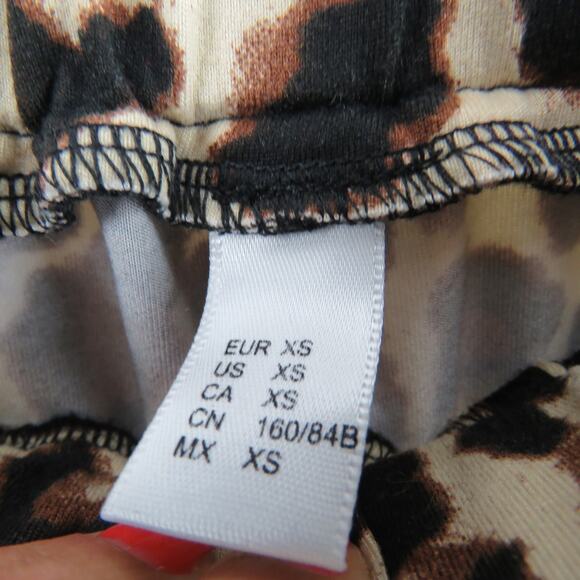 EUR XS
US XS
CA XS
CN 160/84B
MX XS